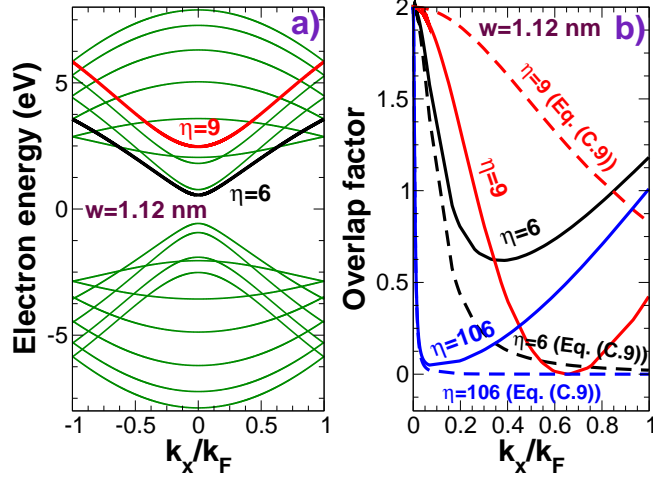 a)
w=1.12 nm
b)
5
0
-5
Electron energy (eV)
η=9
η=6
w=1.12 nm
-1
-0.5
0
0.5
1
kx/kF
2
1.5
1
0.5
0
Overlap factor
η=9 (Eq. (C.9))
η=9
η=6
η=106
η=6 (Eq. (C.9))
η=106 (Eq. (C.9))
0
0.2
0.4
0.6
0.8
1
kx/kF